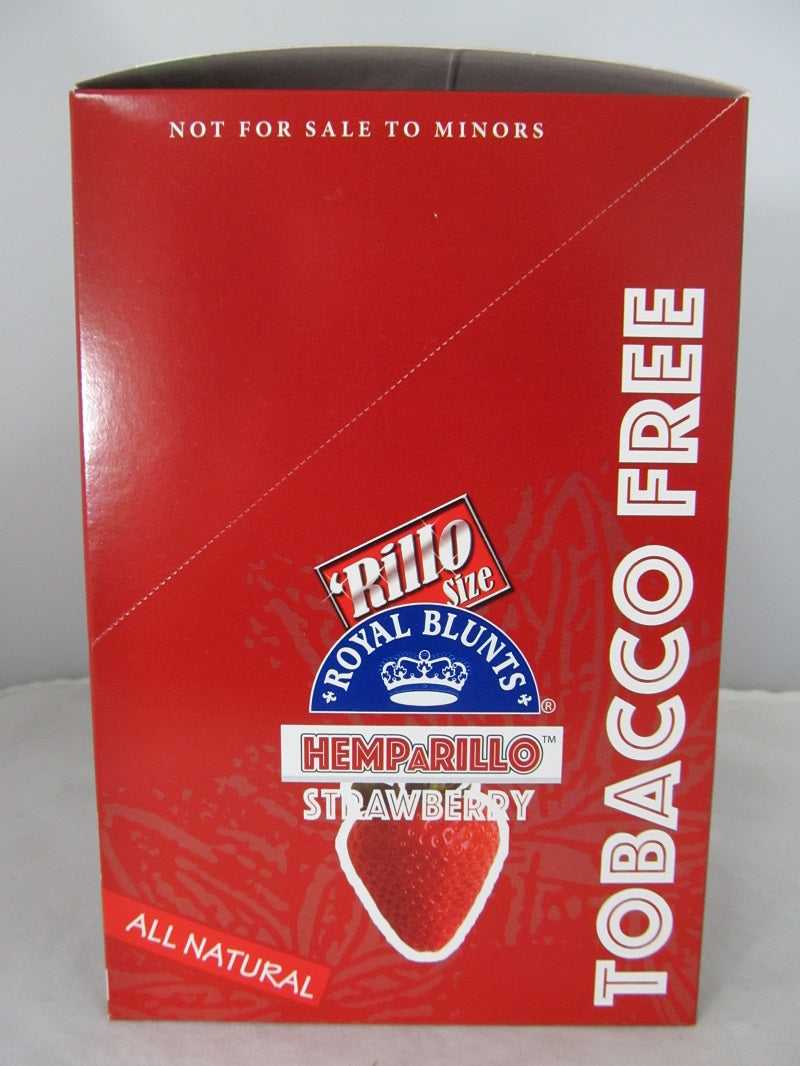 NOT FOR SALE TO MINORS
'Rillo
Size
ROYAL BLUNTS
®
HEMPARILLO™
STRAWBERRY
ALL NATURAL
TOBACCO FREE